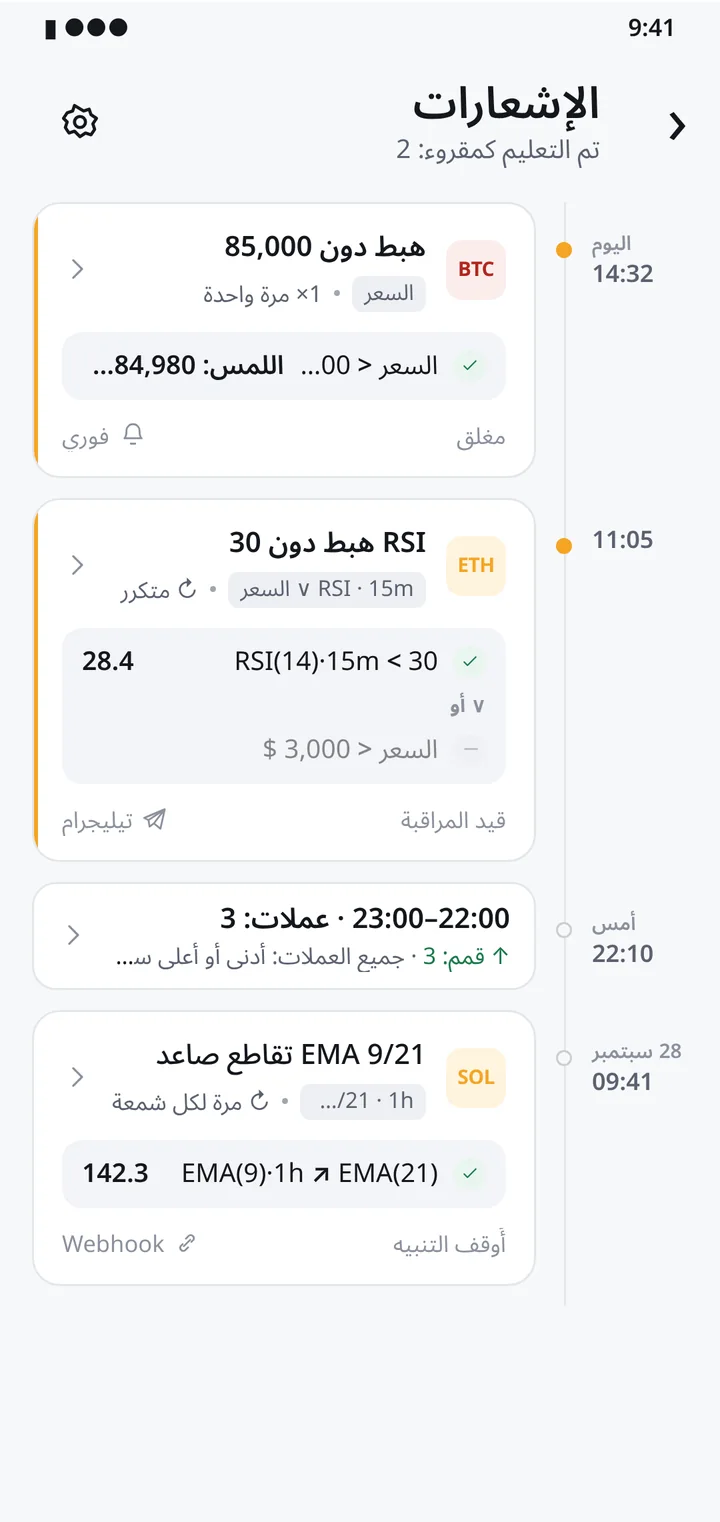 9:41
الإشعارات
تم التعليم كمقروء: 2
اليوم
14:32
BTC
هبط دون 85,000
السعر • 1× مرة واحدة
السعر < 00... اللمس: 84,980...
مغلق فوري
11:05
ETH
RSI هبط دون 30
RSI · 15m ∨ السعر • ↻ متكرر
RSI(14)·15m < 30 28.4
∨ أو
السعر < 3,000 $
قيد المراقبة تيليجرام
أمس
22:10
22:00–23:00 · عملات: 3
↑ قمم: 3 · جميع العملات: أدنى أو أعلى س...
28 سبتمبر
09:41
SOL
EMA 9/21 تقاطع صاعد
.../21 · 1h • ↻ مرة لكل شمعة
EMA(9)·1h ↗ EMA(21) 142.3
أوقف التنبيه Webhook